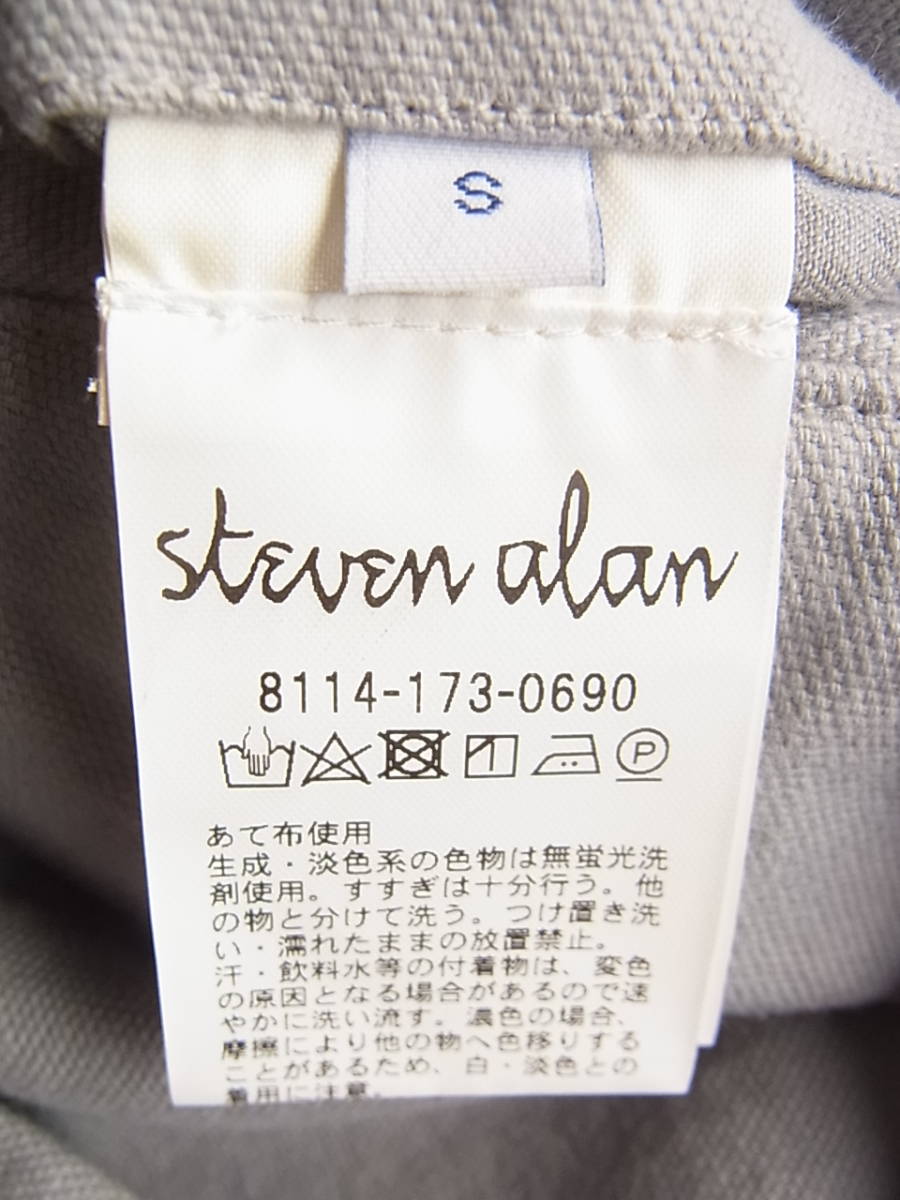 S
steven alan
8114-173-0690
P
あて布使用
生成・淡色系の色物は無蛍光洗
剤使用。すすぎは十分行う。他
の物と分けて洗う。つけ置き洗
い・濡れたままの放置禁止。
汗・飲料水等の付着物は、変色
の原因となる場合があるので速
やかに洗い流す。濃色の場合、
摩擦により他の物へ色移りする
ことがあるため、白・淡色との
着用に注意。